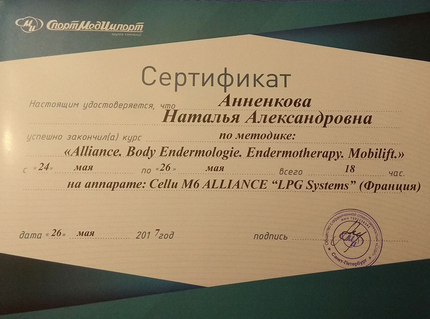 СпортМедИмпорт
Сертификат
Настоящим удостоверяется, что Анненкова
Наталья Александровна
успешно закончил(а) курс по методике:
«Alliance. Body Endermologie. Endermotherapy. Mobilift.»
с «24» мая по «26» мая всего 18 час.
на аппарате: Cellu M6 ALLIANCE “LPG Systems” (Франция)
дата «26» мая 2017год подпись
Санкт-Петербург